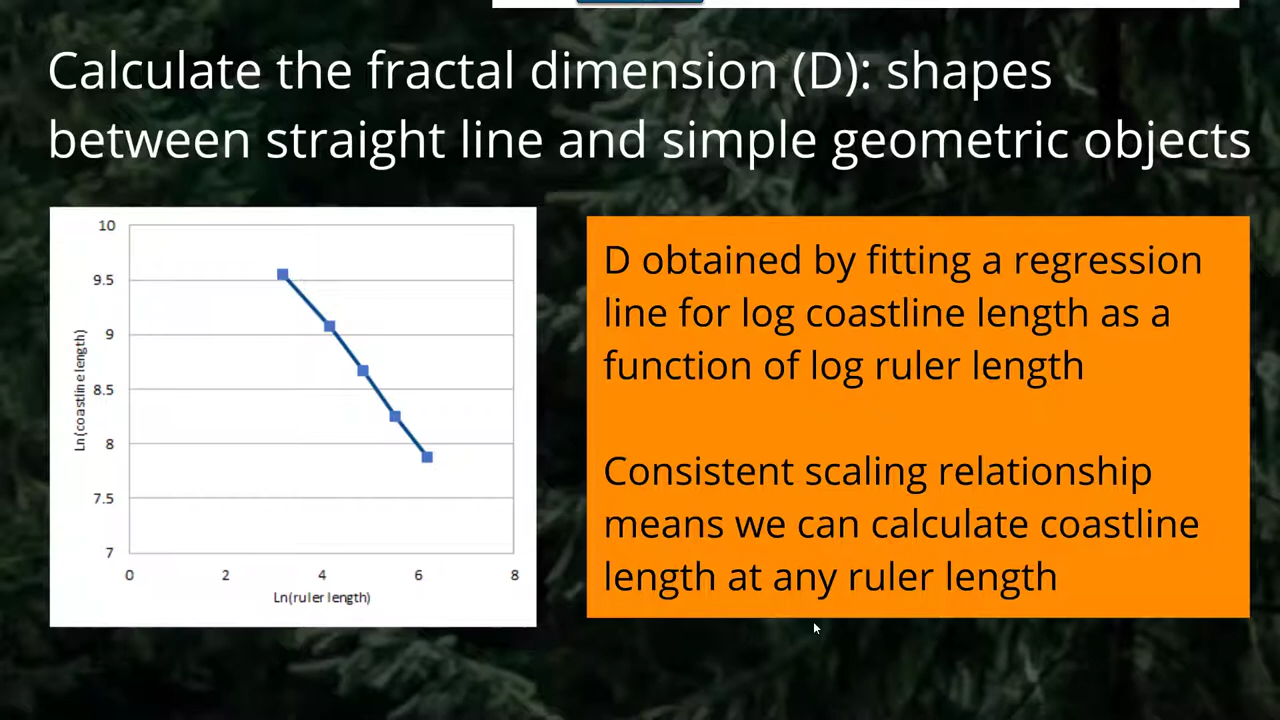 Calculate the fractal dimension (D): shapes
between straight line and simple geometric objects
10
9.5
9
8.5
8
7.5
7
0 2 4 6 8
Ln(coastline length)
Ln(ruler length)
D obtained by fitting a regression
line for log coastline length as a
function of log ruler length
Consistent scaling relationship
means we can calculate coastline
length at any ruler length